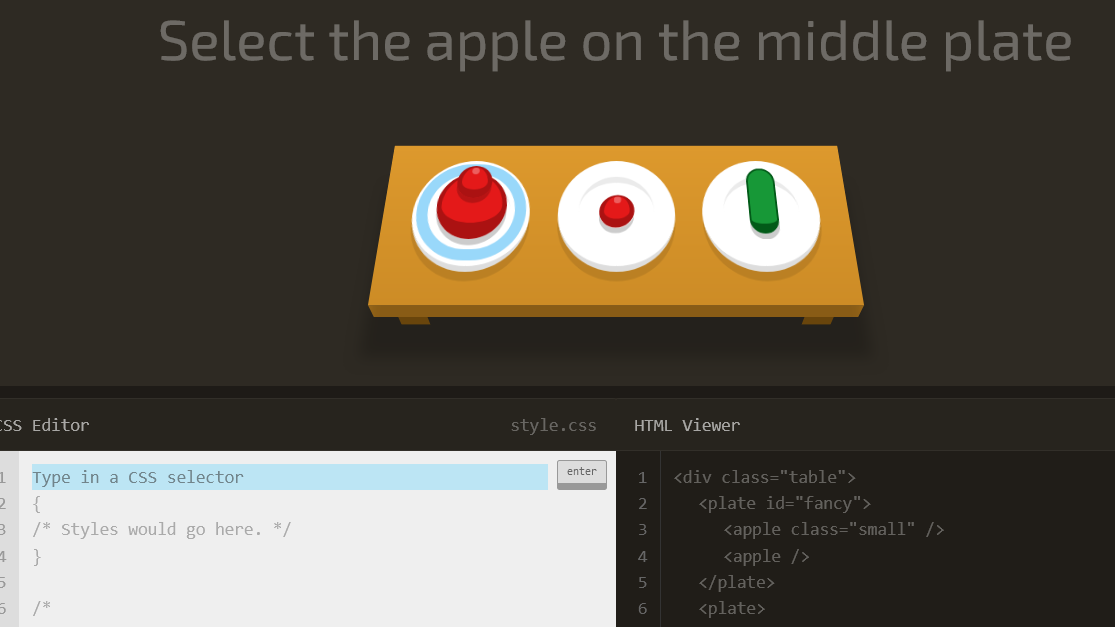 Select the apple on the middle plate
CSS Editor
style.css
HTML Viewer
1 Type in a CSS selector
enter
2 {
3 /* Styles would go here. */
4 }
5
6 /*
1 <div class="table">
2 <plate id="fancy">
3 <apple class="small" />
4 <apple />
5 </plate>
6 <plate>